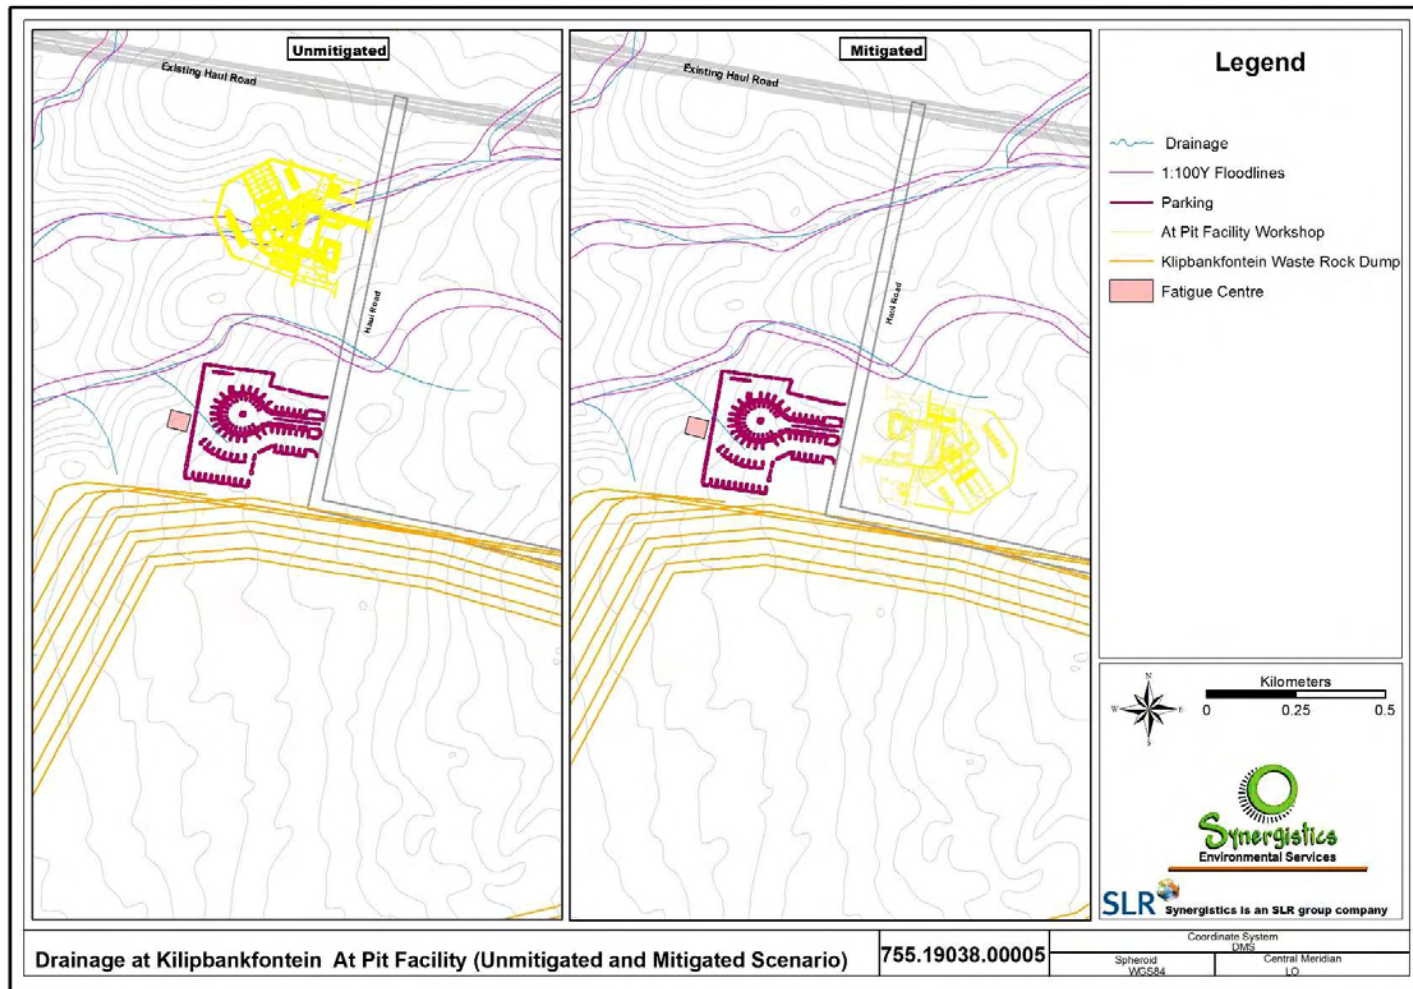 Unmitigated
Existing Haul Road
Haul Road
Mitigated
Existing Haul Road
Haul Road
Legend
Drainage
1:100Y Floodlines
Parking
At Pit Facility Workshop
Klipbankfontein Waste Rock Dump
Fatigue Centre
N
W E
S
Kilometers
0 0.25 0.5
Synergistics
Environmental Services
SLR Synergistics is an SLR group company
Drainage at Kilipbankfontein At Pit Facility (Unmitigated and Mitigated Scenario)
755.19038.00005
Coordinate System
DMS
Spheroid
WGS84
Central Meridian
LO